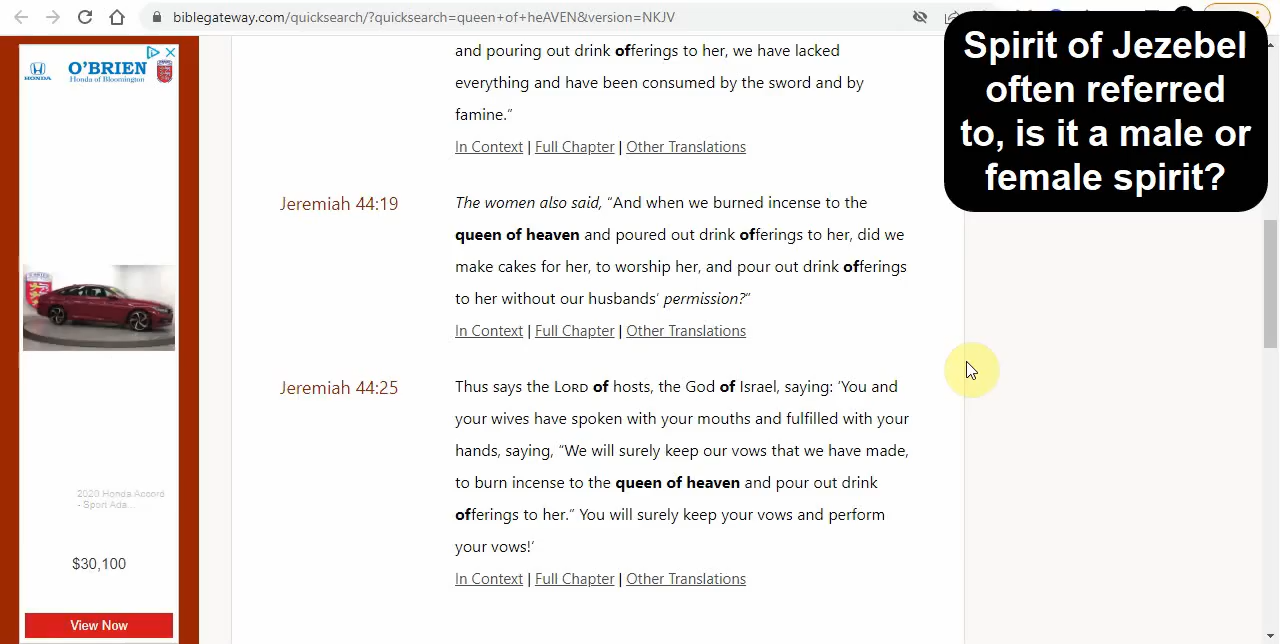 biblegateway.com/quicksearch/?quicksearch=queen+of+heAVEN&version=NKJV
Spirit of Jezebel
often referred
to, is it a male or
female spirit?
HONDA
O'BRIEN
Honda of Bloomington
2020 Honda Accord
- Sport Ada...
$30,100
View Now
and pouring out drink offerings to her, we have lacked
everything and have been consumed by the sword and by
famine.”
In Context | Full Chapter | Other Translations
Jeremiah 44:19
The women also said, “And when we burned incense to the
queen of heaven and poured out drink offerings to her, did we
make cakes for her, to worship her, and pour out drink offerings
to her without our husbands’ permission?”
In Context | Full Chapter | Other Translations
Jeremiah 44:25
Thus says the LORD of hosts, the God of Israel, saying: ‘You and
your wives have spoken with your mouths and fulfilled with your
hands, saying, “We will surely keep our vows that we have made,
to burn incense to the queen of heaven and pour out drink
offerings to her.” You will surely keep your vows and perform
your vows!’
In Context | Full Chapter | Other Translations